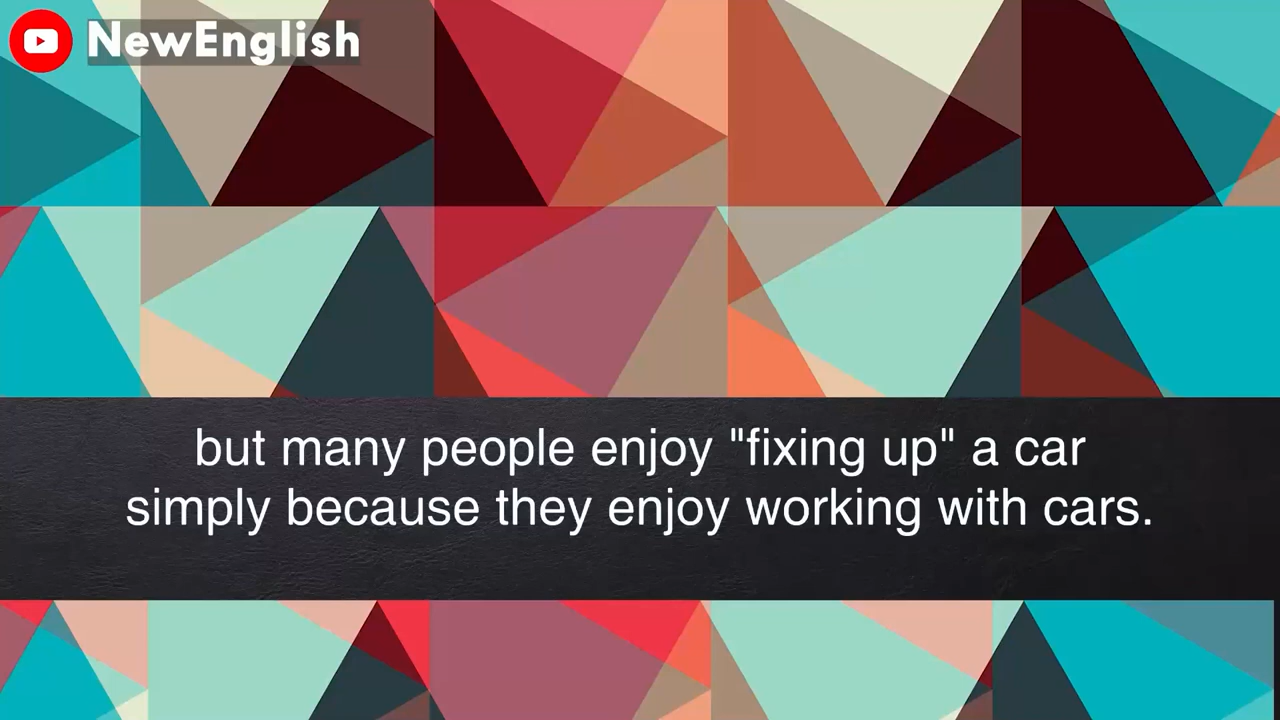 NewEnglish
but many people enjoy "fixing up" a car
simply because they enjoy working with cars.